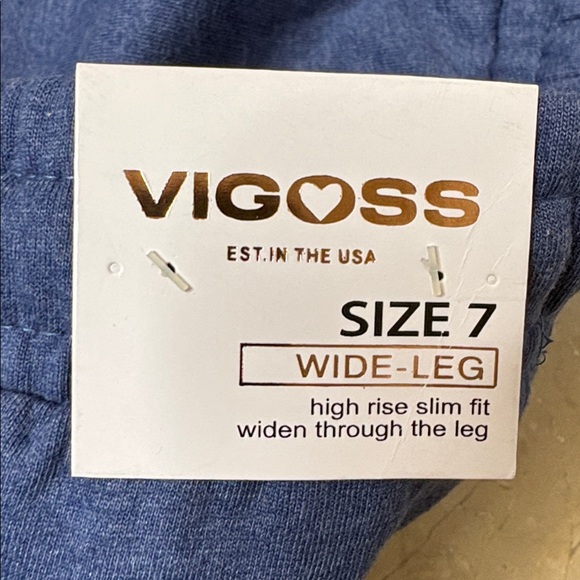 VIGOSS
EST.IN THE USA
SIZE 7
WIDE-LEG
high rise slim fit
widen through the leg